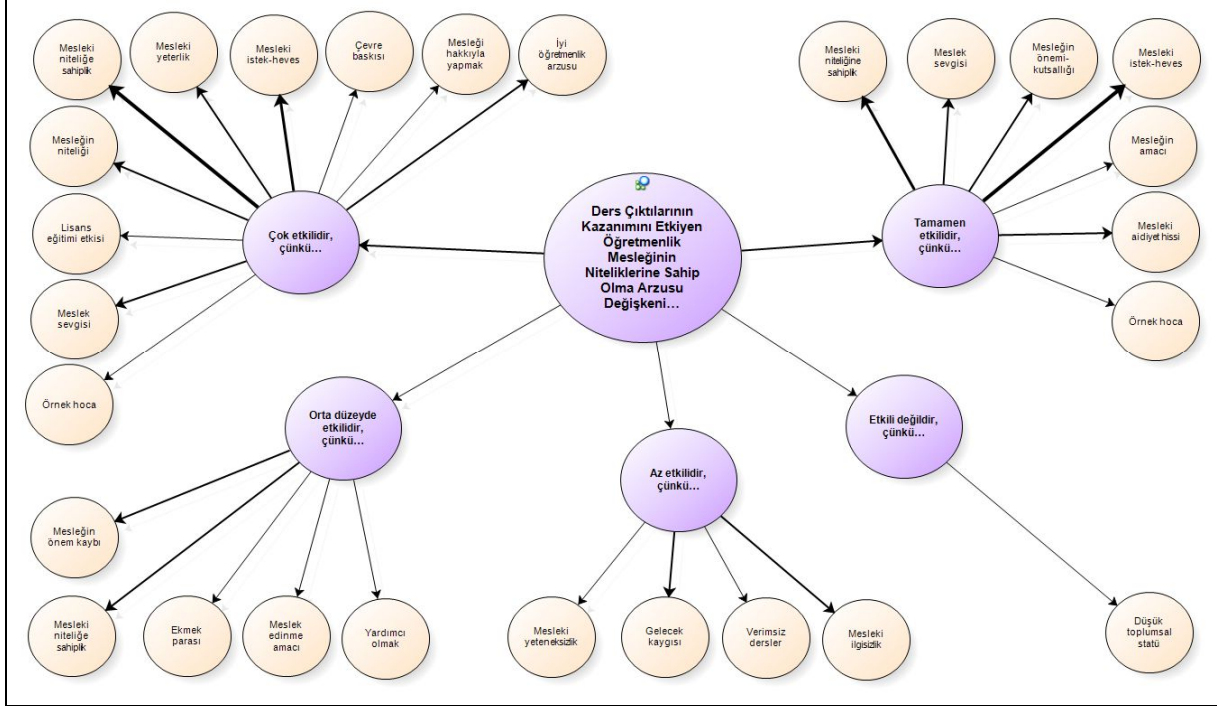 Mesleki
niteliğe
sahiplik
Mesleki
yeterlik
Mesleki
istek-heves
Çevre
baskısı
Mesleği
hakkıyla
yapmak
İyi
öğretmenlik
arzusu
Mesleğin
niteliği
Lisans
eğitimi etkisi
Meslek
sevgisi
Örnek hoca
Çok etkilidir,
çünkü…
Ders Çıktılarının
Kazanımını Etkiyen
Öğretmenlik
Mesleğinin
Niteliklerine Sahip
Olma Arzusu
Değişkeni…
Mesleki
niteliğine
sahiplik
Meslek
sevgisi
Mesleğin
önemi-
kutsallığı
Mesleki
istek-heves
Mesleğin
amacı
Mesleki
aidiyet hissi
Örnek hoca
Tamamen
etkilidir,
çünkü…
Orta düzeyde
etkilidir,
çünkü…
Mesleğin
önem kaybı
Mesleki
niteliğe
sahiplik
Ekmek
parası
Meslek
edinme
amacı
Yardımcı
olmak
Az etkilidir,
çünkü…
Mesleki
yeteneksizlik
Gelecek
kaygısı
Verimsiz
dersler
Mesleki
ilgisizlik
Etkili değildir,
çünkü…
Düşük
toplumsal
statü